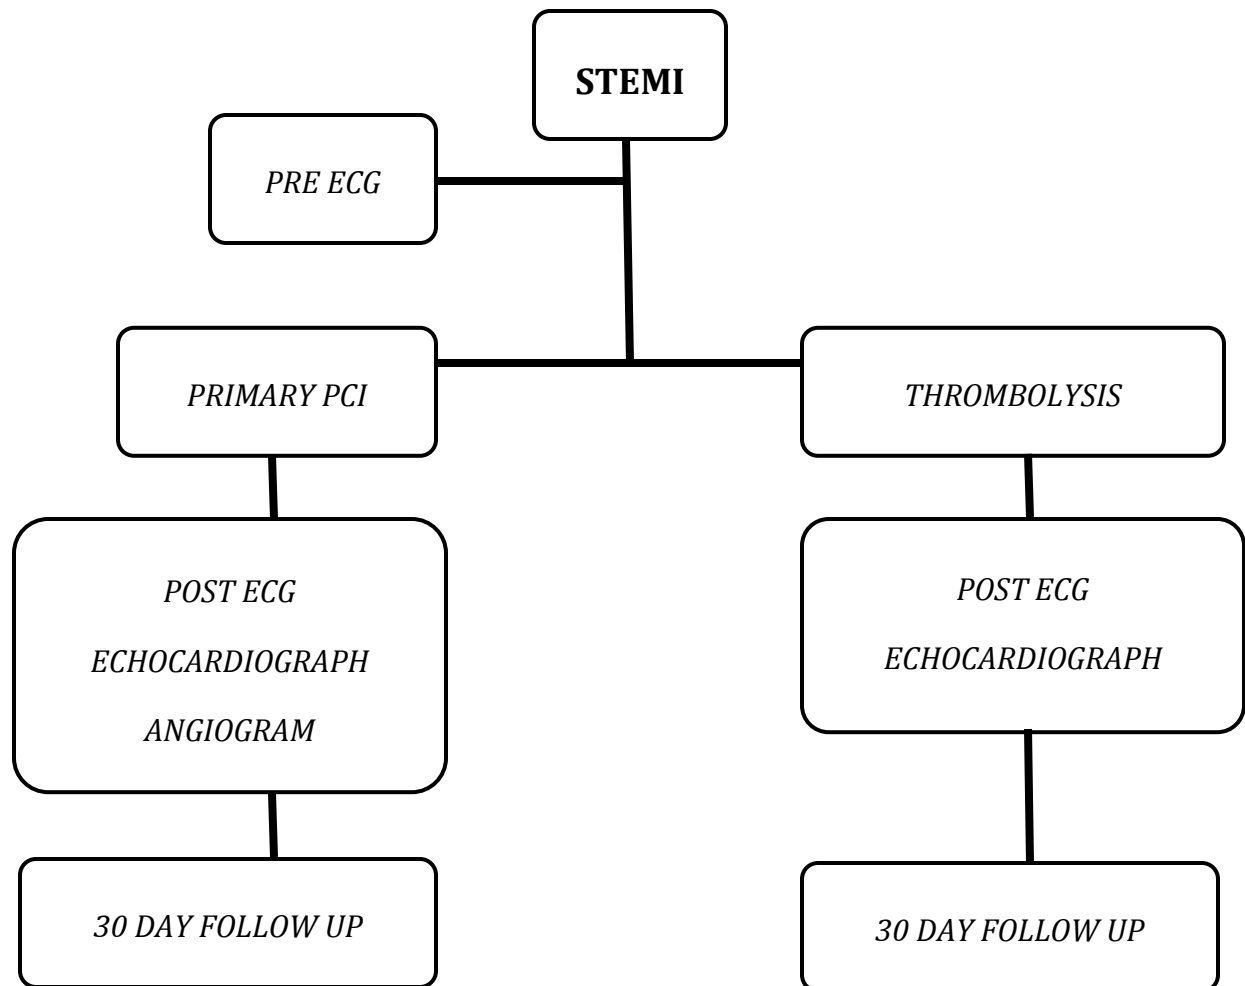 STEMI
PRE ECG
PRIMARY PCI
THROMBOLYSIS
POST ECG
ECHOCARDIOGRAPH
ANGIOGRAM
POST ECG
ECHOCARDIOGRAPH
30 DAY FOLLOW UP
30 DAY FOLLOW UP